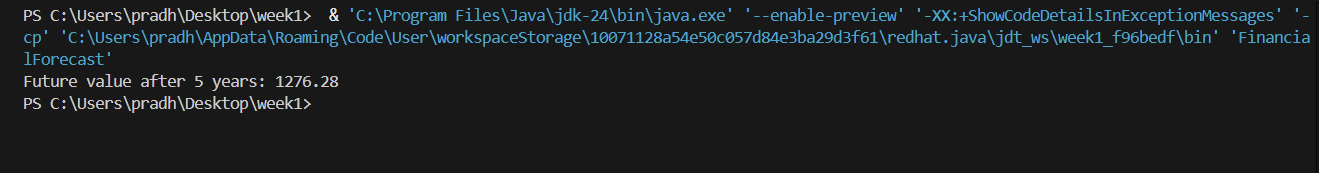 PS C:\Users\pradh\Desktop\week1>  & 'C:\Program Files\Java\jdk-24\bin\java.exe' '--enable-preview' '-XX:+ShowCodeDetailsInExceptionMessages' '-
cp' 'C:\Users\pradh\AppData\Roaming\Code\User\workspaceStorage\10071128a54e50c057d84e3ba29d3f61\redhat.java\jdt_ws\week1_f96bedf\bin' 'Financia
lForecast'
Future value after 5 years: 1276.28
PS C:\Users\pradh\Desktop\week1>